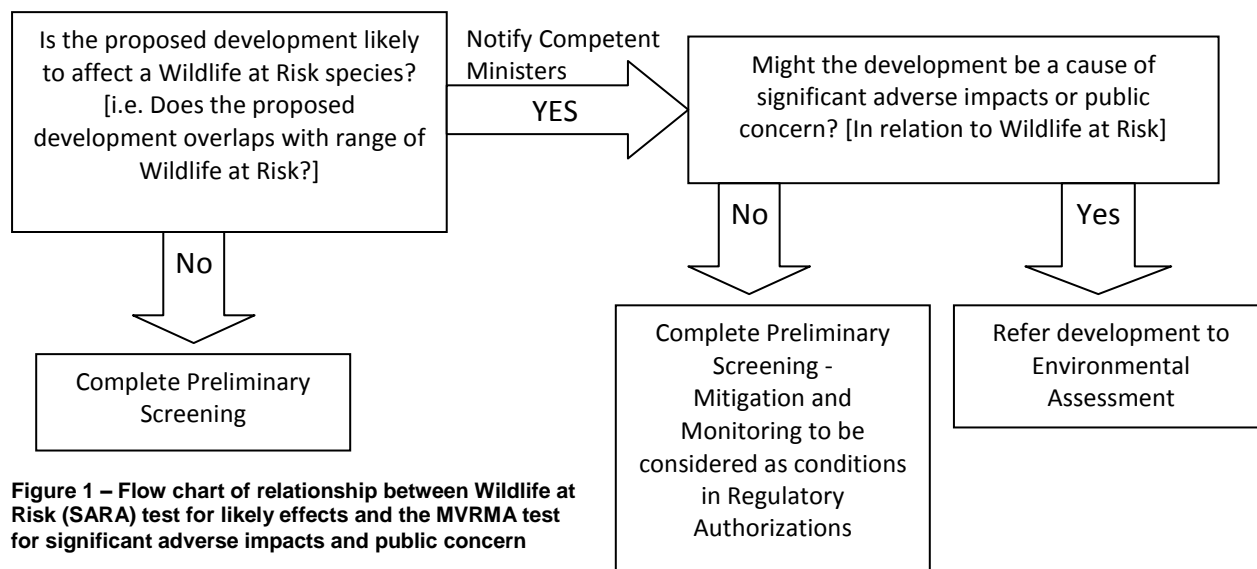 Is the proposed development likely
to affect a Wildlife at Risk species?
[i.e. Does the proposed
development overlaps with range of
Wildlife at Risk?]
Notify Competent
Ministers
YES
Might the development be a cause of
significant adverse impacts or public
concern? [In relation to Wildlife at Risk]
No
Complete Preliminary
Screening
No
Complete Preliminary
Screening -
Mitigation and
Monitoring to be
considered as conditions
in Regulatory
Authorizations
Yes
Refer development to
Environmental
Assessment
Figure 1 – Flow chart of relationship between Wildlife at
Risk (SARA) test for likely effects and the MVRMA test
for significant adverse impacts and public concern